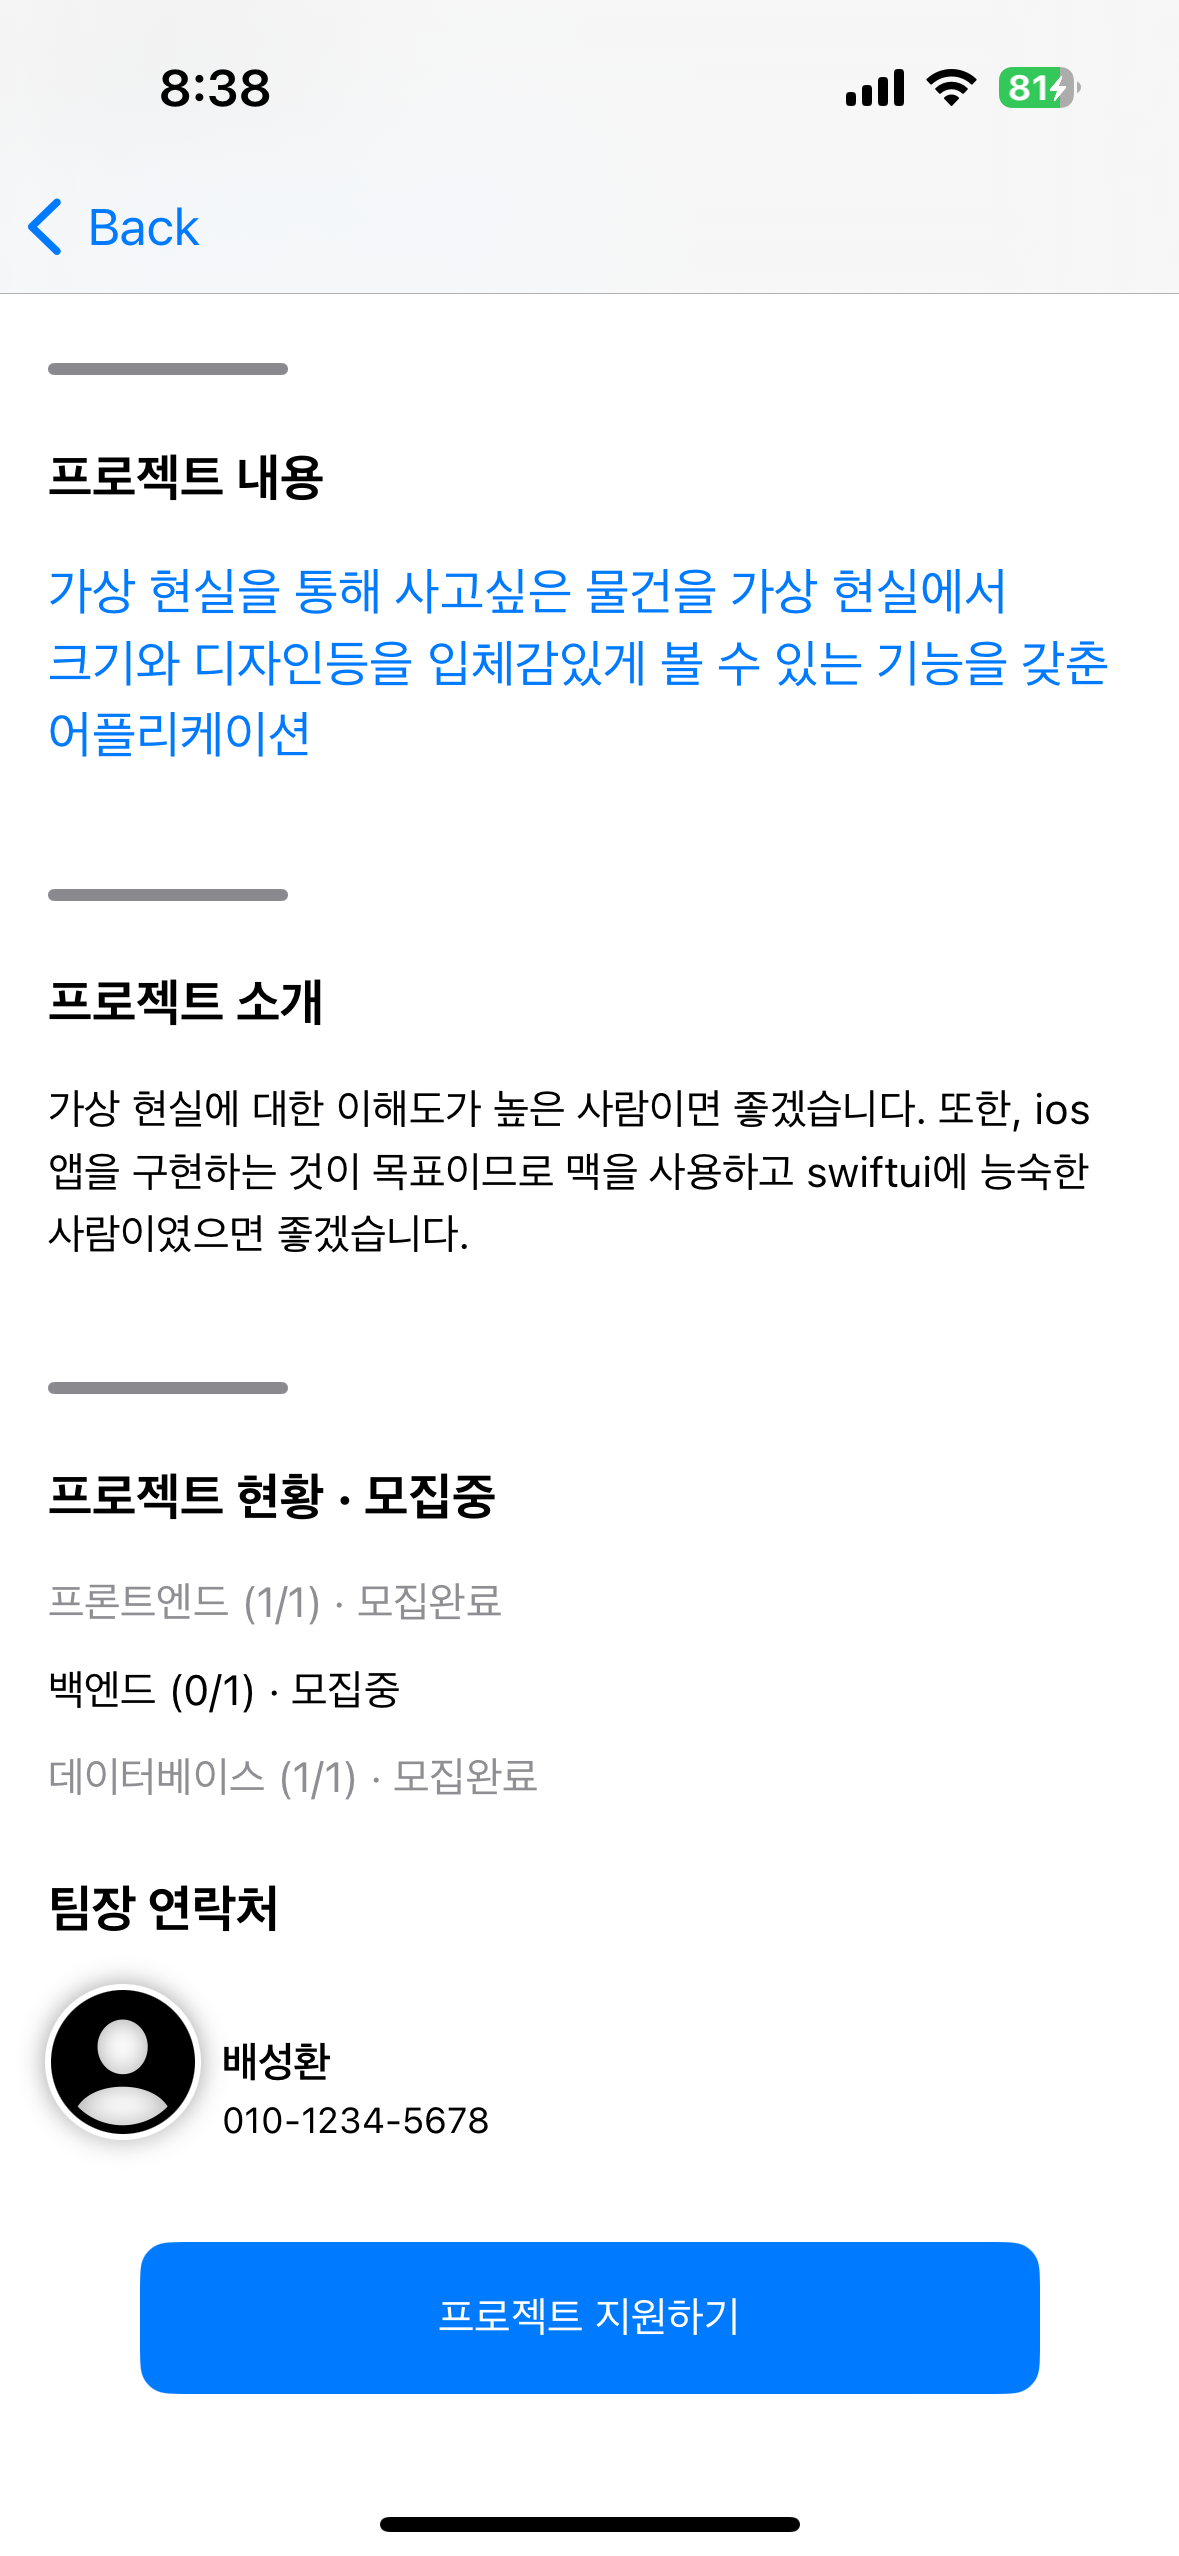 8:38
81
Back
프로젝트 내용
가상 현실을 통해 사고싶은 물건을 가상 현실에서
크기와 디자인등을 입체감있게 볼 수 있는 기능을 갖춘
어플리케이션
프로젝트 소개
가상 현실에 대한 이해도가 높은 사람이면 좋겠습니다. 또한, ios
앱을 구현하는 것이 목표이므로 맥을 사용하고 swiftui에 능숙한
사람이였으면 좋겠습니다.
프로젝트 현황 · 모집중
프론트엔드 (1/1) · 모집완료
백엔드 (0/1) · 모집중
데이터베이스 (1/1) · 모집완료
팀장 연락처
배성환
010-1234-5678
프로젝트 지원하기